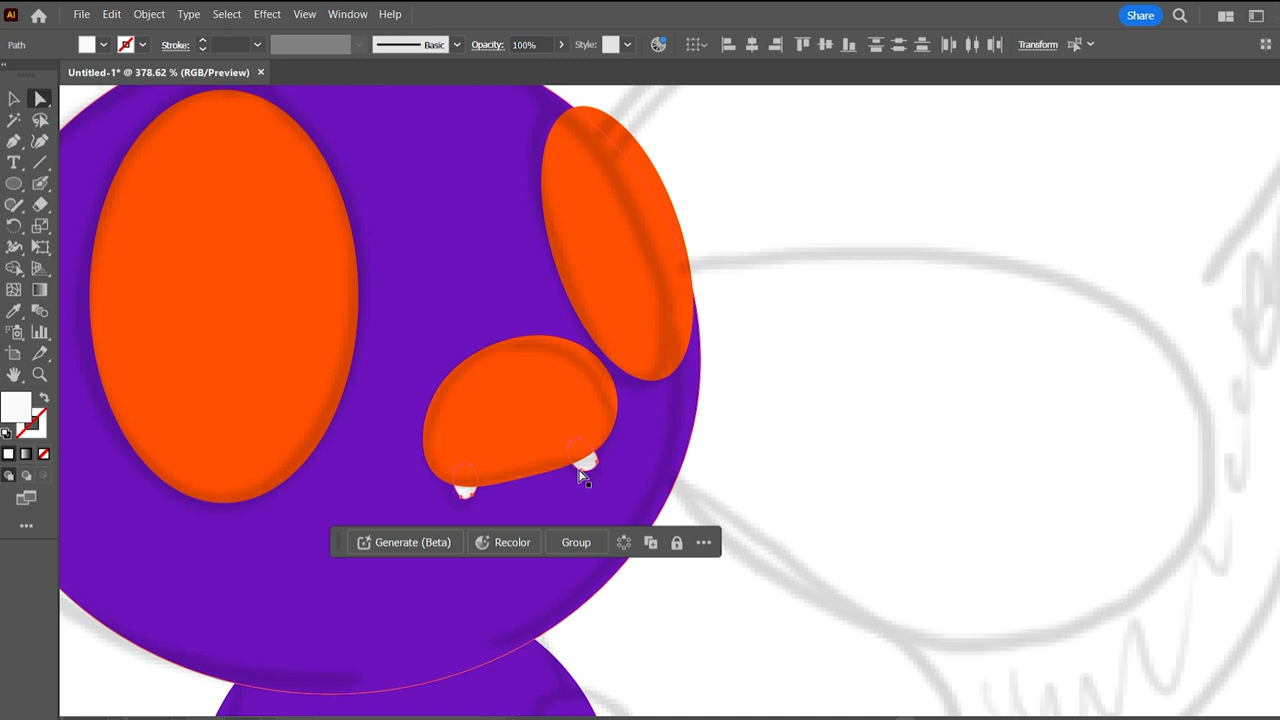 Ai File Edit Object Type Select Effect View Window Help Share
Path Stroke: Basic Opacity: 100% Style: Transform
Untitled-1* @ 378.62 % (RGB/Preview) ×
Generate (Beta) Recolor Group